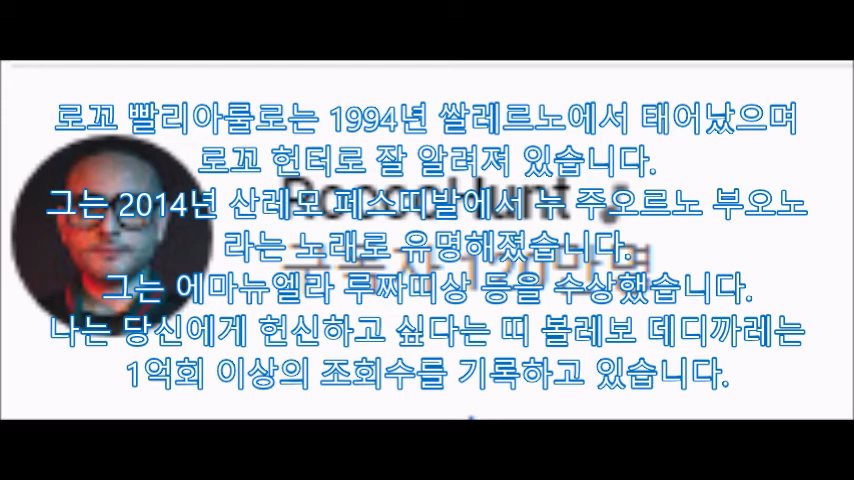 로꼬 빨리아룰로는 1994년 쌀레르노에서 태어났으며
로꼬 헌터로 잘 알려져 있습니다.
그는 2014년 산레모 페스띠발에서 누 주오르노 부오노
라는 노래로 유명해졌습니다.
그는 에마뉴엘라 루짜띠상 등을 수상했습니다.
나는 당신에게 헌신하고 싶다는 띠 볼레보 데디까레는
1억회 이상의 조회수를 기록하고 있습니다.